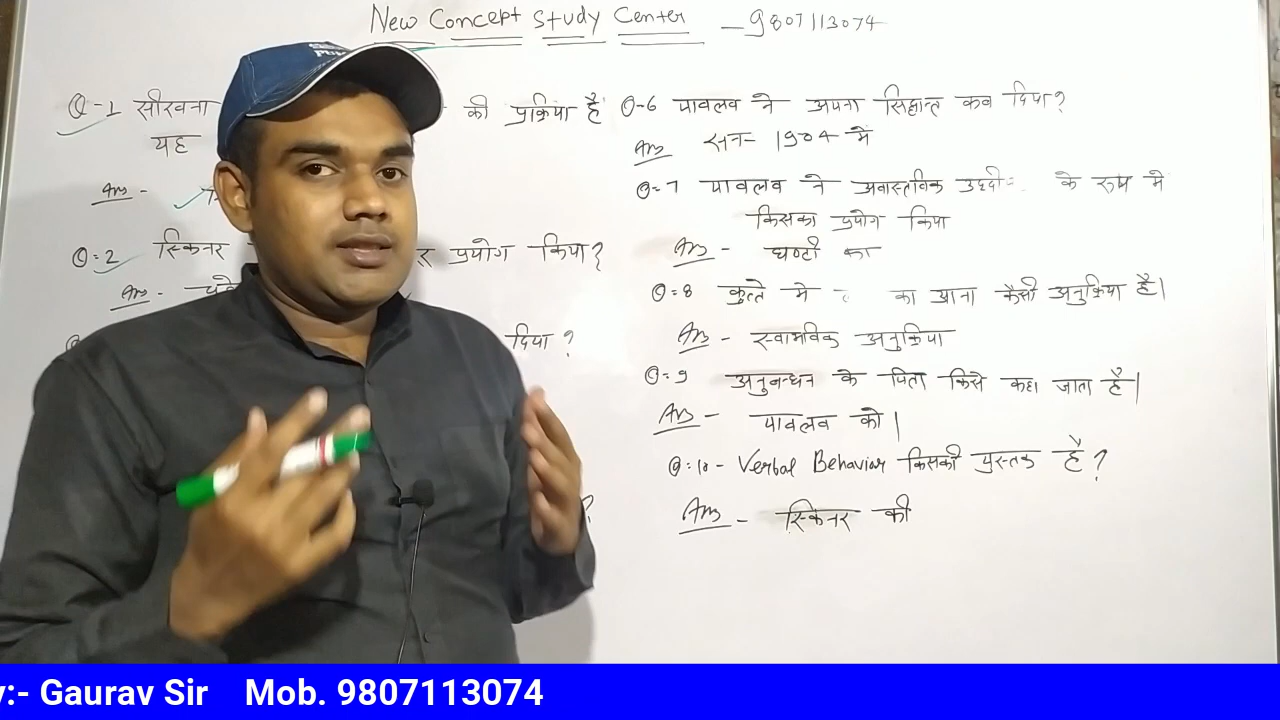 New Concept Study Center - 9807113074
Q-1 सीखना की प्रक्रिया है
यह
Ans -
Q=2 स्किनर र प्रयोग किया?
Ans -
दिया ?
?
Q-6 पावलव ने अपना सिद्धान्त कब दिया?
Ans सन- 1904 मे
Q=7 पावलव ने अवास्तविक उद्दी के रूप मे
किसका प्रयोग किया
Ans - घण्टी का
Q=8 कुत्ते मे का आना कैसी अनुक्रिया है|
Ans - स्वाभविक अनुक्रिया
Q=9 अनुबन्धन के पिता किसे कहा जाता है|
Ans - पावलव को|
Q=10- Verbal Behavior किसकी पुस्तक है?
Ans - स्किनर की
y:- Gaurav Sir Mob. 9807113074